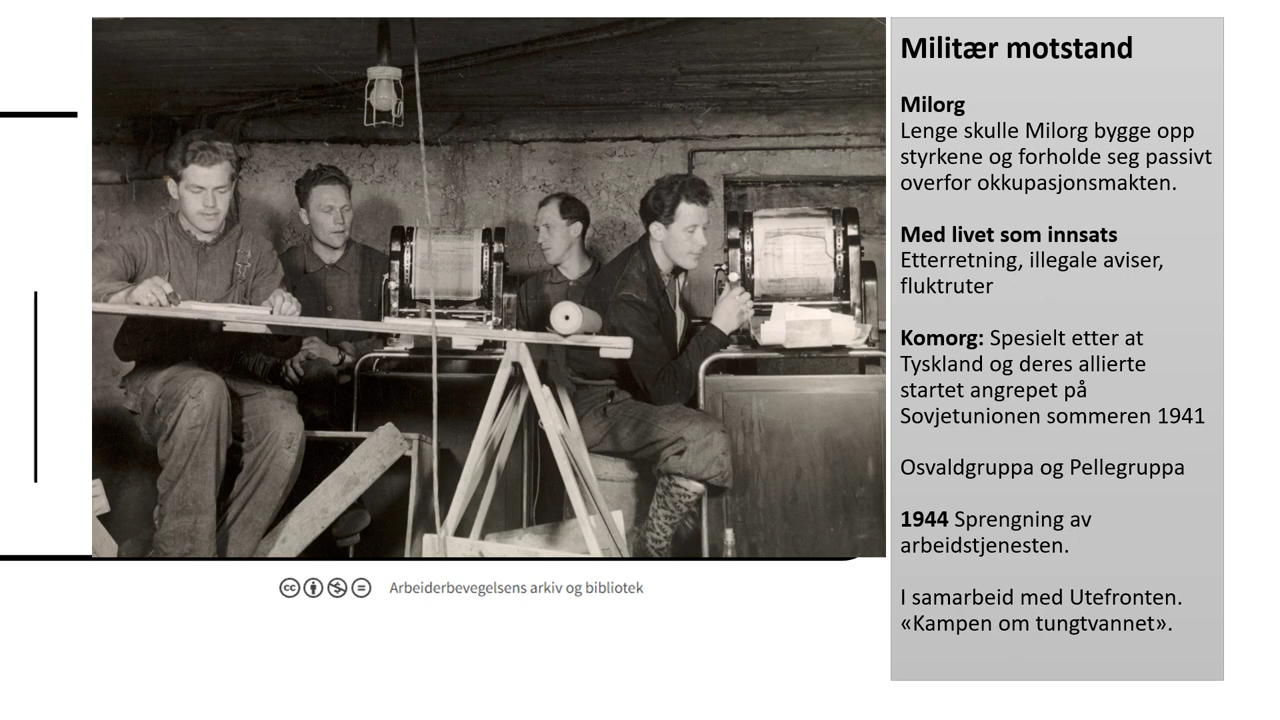 Militær motstand
Milorg
Lenge skulle Milorg bygge opp
styrkene og forholde seg passivt
overfor okkupasjonsmakten.
Med livet som innsats
Etterretning, illegale aviser,
fluktruter
Komorg: Spesielt etter at
Tyskland og deres allierte
startet angrepet på
Sovjetunionen sommeren 1941
Osvaldgruppa og Pellegruppa
1944 Sprengning av
arbeidstjenesten.
I samarbeid med Utefronten.
«Kampen om tungtvannet».
cc Arbeiderbevegelsens arkiv og bibliotek